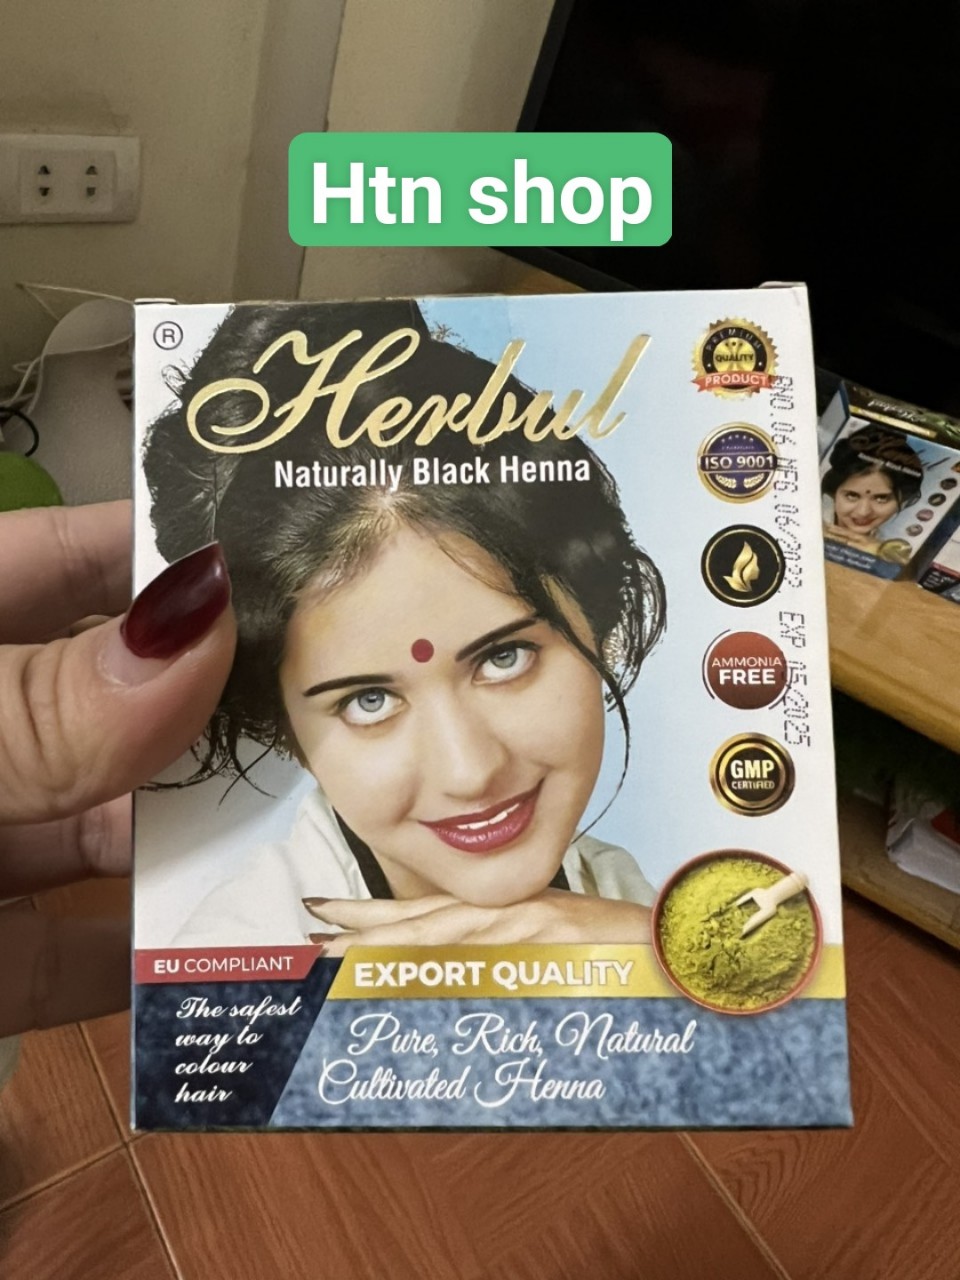 Htn shop
®
Herbul
Naturally Black Henna
PREMIUM
QUALITY
PRODUCT
ISO 9001
AMMONIA
FREE
GMP
CERTIFIED
EU COMPLIANT
EXPORT QUALITY
The safest
way to
colour
hair
Pure, Rich, Natural
Cultivated Henna
EXP 05/2025